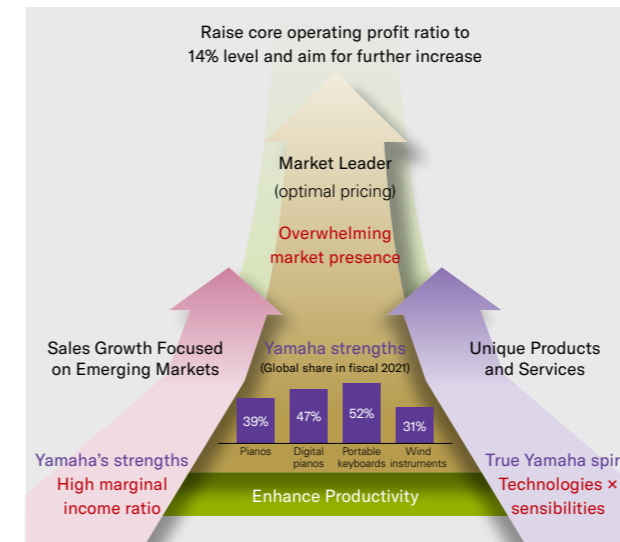 Raise core operating profit ratio to
14% level and aim for further increase
Market Leader
(optimal pricing)
Overwhelming
market presence
Sales Growth Focused
on Emerging Markets
Yamaha strengths
(Global share in fiscal 2021)
Unique Products
and Services
39%
47%
52%
31%
Pianos
Digital
pianos
Portable
keyboards
Wind
instruments
Yamaha's strengths
High marginal
income ratio
True Yamaha
Technologies ×
sensibilities
Enhance Productivity